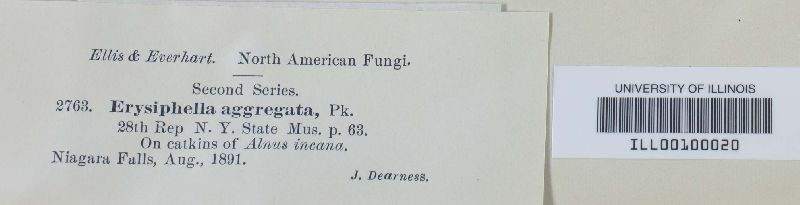 Ellis & Everhart. North American Fungi.
Second Series.
2763. Erysiphella aggregata, Pk.
28th Rep N. Y. State Mus. p. 63.
On catkins of Alnus incana.
Niagara Falls, Aug., 1891.
J. Dearness.
UNIVERSITY OF ILLINOIS
ILL00100020